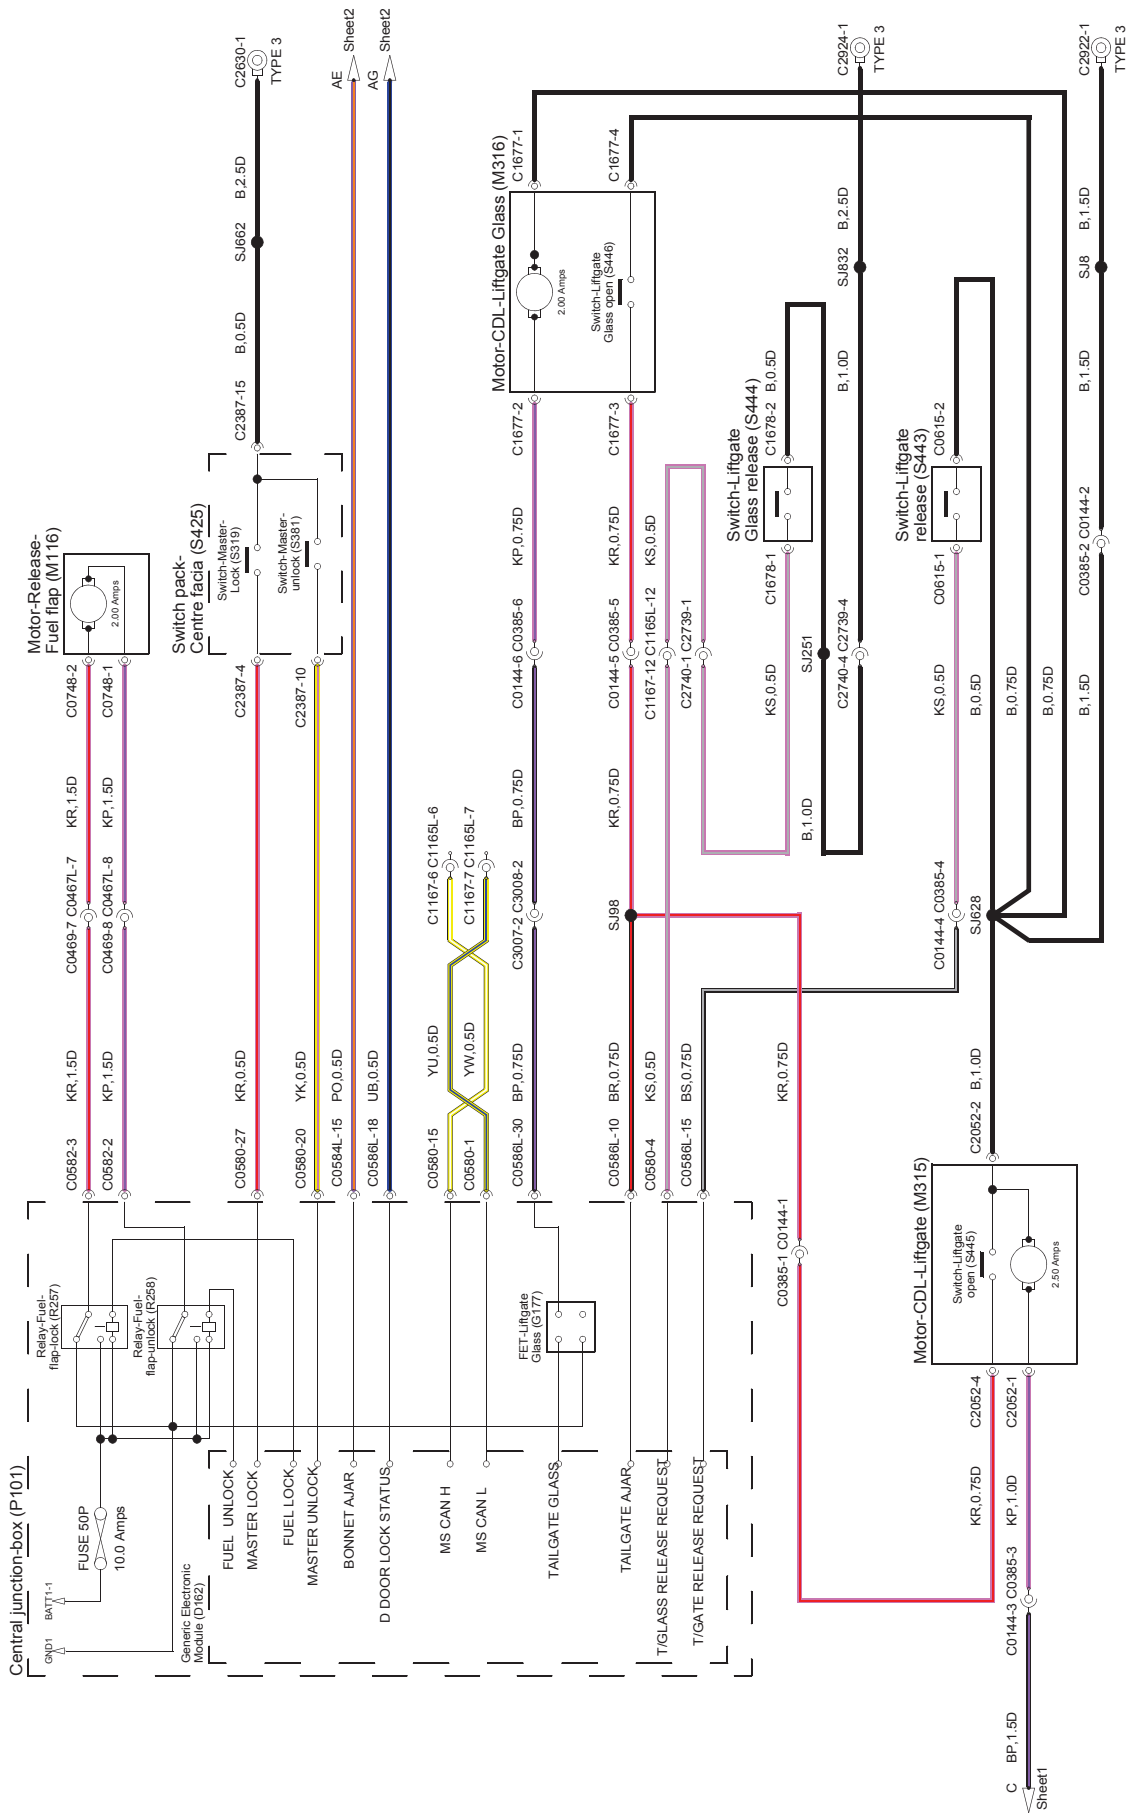 Central junction-box (P101)
GND1
BATT1-1
FUSE 50P
10.0 Amps
Relay-Fuel-
flap-lock (R257)
Relay-Fuel-
flap-unlock (R258)
Generic Electronic
Module (D162)
FUEL UNLOCK
MASTER LOCK
FUEL LOCK
MASTER UNLOCK
BONNET AJAR
D DOOR LOCK STATUS
MS CAN H
MS CAN L
TAILGATE GLASS
TAILGATE AJAR
T/GLASS RELEASE REQUEST
T/GATE RELEASE REQUEST
FET-Liftgate
Glass (G177)
C0582-3
KR,1.5D
C0469-7 C0467L-7
KR,1.5D
C0748-2
C0582-2
KP,1.5D
C0469-8 C0467L-8
KP,1.5D
C0748-1
Motor-Release-
Fuel flap (M116)
2.00 Amps
C0580-27
KR,0.5D
C2387-4
C0580-20
YK,0.5D
C2387-10
Switch pack-
Centre facia (S425)
Switch-Master-
Lock (S319)
Switch-Master-
unlock (S381)
C2387-15
B,0.5D
SJ662
B,2.5D
C2630-1
TYPE 3
C0584L-15
PO,0.5D
AE
Sheet2
C0586L-18
UB,0.5D
AG
Sheet2
C0580-15
YU,0.5D
C1167-6 C1165L-6
C0580-1
YW,0.5D
C1167-7 C1165L-7
C0586L-30
BP,0.75D
C3007-2 C3008-2
BP,0.75D
C0144-6 C0385-6
KP,0.75D
C1677-2
Motor-CDL-Liftgate Glass (M316)
2.00 Amps
Switch-Liftgate
Glass open (S446)
C1677-1
C1677-4
C0586L-10
BR,0.75D
SJ98
KR,0.75D
C0144-5 C0385-5
KR,0.75D
C1677-3
C0580-4
KS,0.5D
C1167-12 C1165L-12
KS,0.5D
C2740-1 C2739-1
C0586L-15
BS,0.75D
KS,0.5D
C1678-1
Switch-Liftgate
Glass release (S444)
C1678-2
B,0.5D
B,1.0D
SJ251
C2740-4 C2739-4
B,1.0D
SJ832
B,2.5D
C2924-1
TYPE 3
C0385-1 C0144-1
KR,0.75D
C0144-4 C0385-4
KS,0.5D
C0615-1
Switch-Liftgate
release (S443)
C0615-2
Motor-CDL-Liftgate (M315)
Switch-Liftgate
open (S445)
2.50 Amps
C2052-2
B,1.0D
SJ628
B,0.5D
B,0.75D
B,0.75D
B,1.5D
C0385-2 C0144-2
B,1.5D
SJ8
B,1.5D
C2922-1
TYPE 3
KR,0.75D
C2052-4
C
Sheet1
BP,1.5D
C0144-3 C0385-3
KP,1.0D
C2052-1